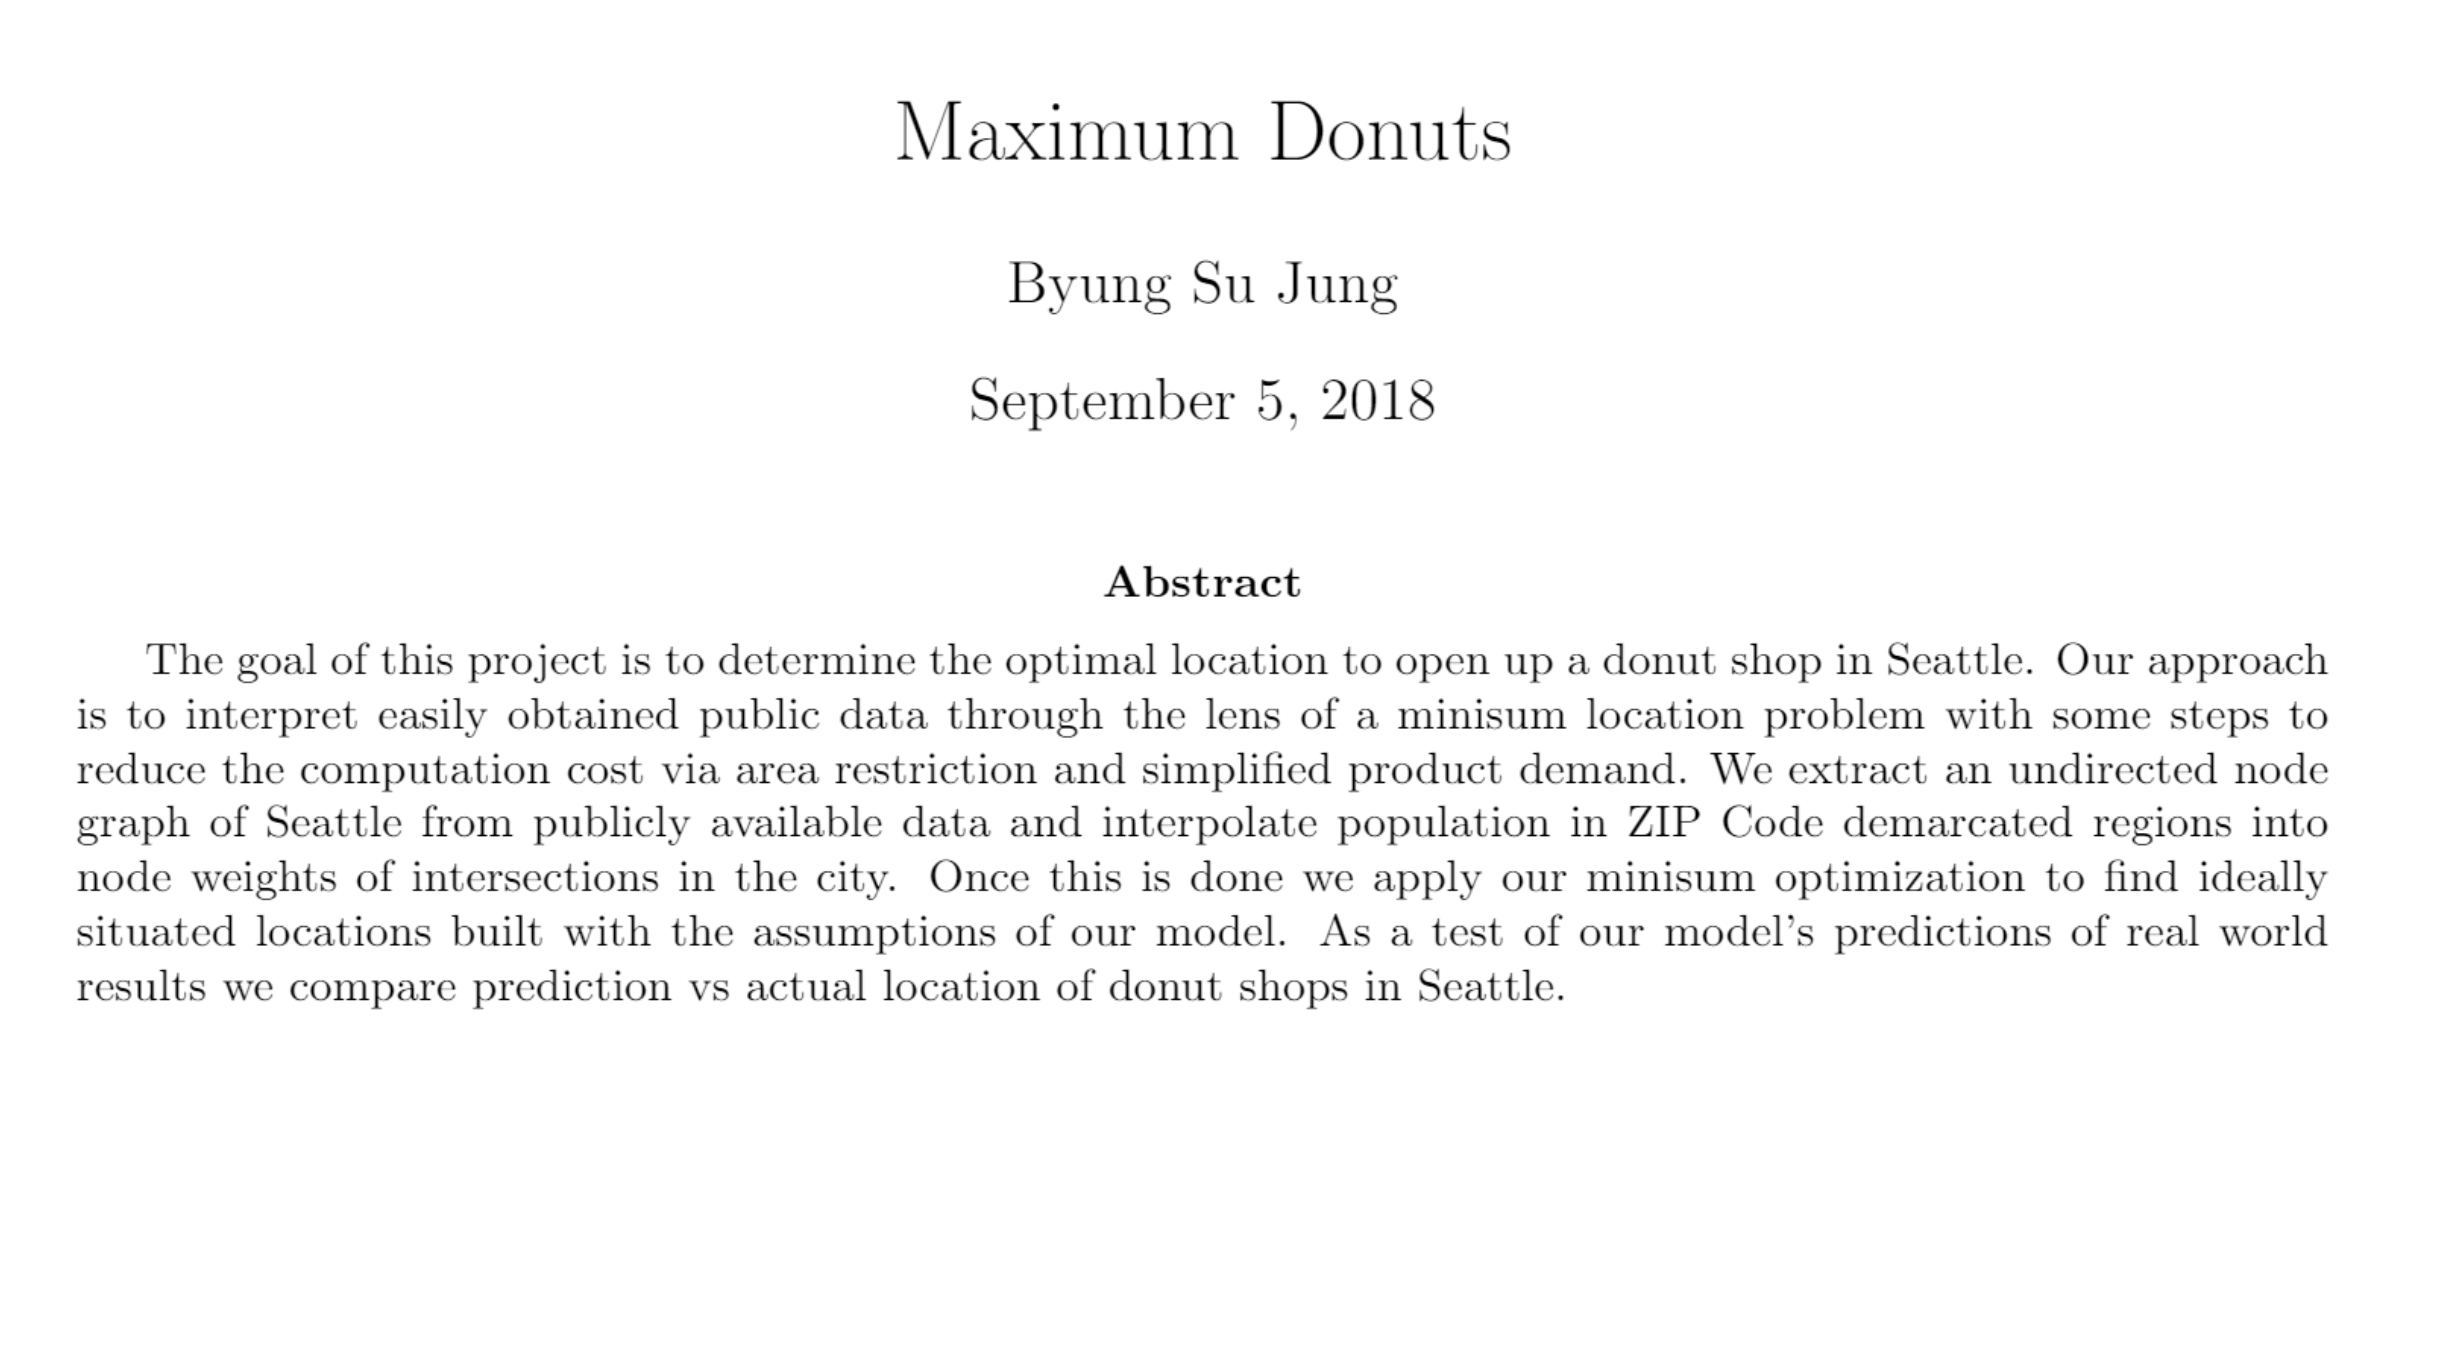 Maximum Donuts
Byung Su Jung
September 5, 2018
Abstract
The goal of this project is to determine the optimal location to open up a donut shop in Seattle. Our approach
is to interpret easily obtained public data through the lens of a minisum location problem with some steps to
reduce the computation cost via area restriction and simplified product demand. We extract an undirected node
graph of Seattle from publicly available data and interpolate population in ZIP Code demarcated regions into
node weights of intersections in the city. Once this is done we apply our minisum optimization to find ideally
situated locations built with the assumptions of our model. As a test of our model's predictions of real world
results we compare prediction vs actual location of donut shops in Seattle.